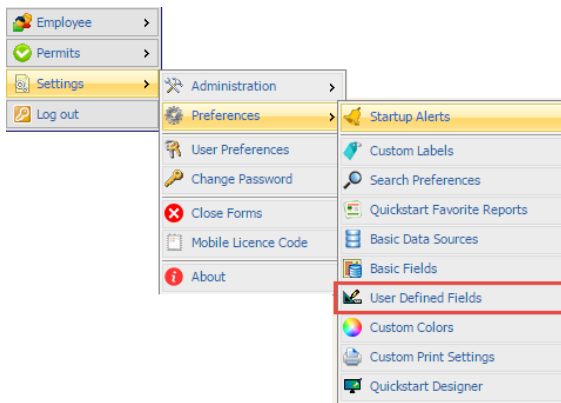 Employee
Permits
Settings
Log out
Administration
Preferences
User Preferences
Change Password
Close Forms
Mobile Licence Code
About
Startup Alerts
Custom Labels
Search Preferences
Quickstart Favorite Reports
Basic Data Sources
Basic Fields
User Defined Fields
Custom Colors
Custom Print Settings
Quickstart Designer